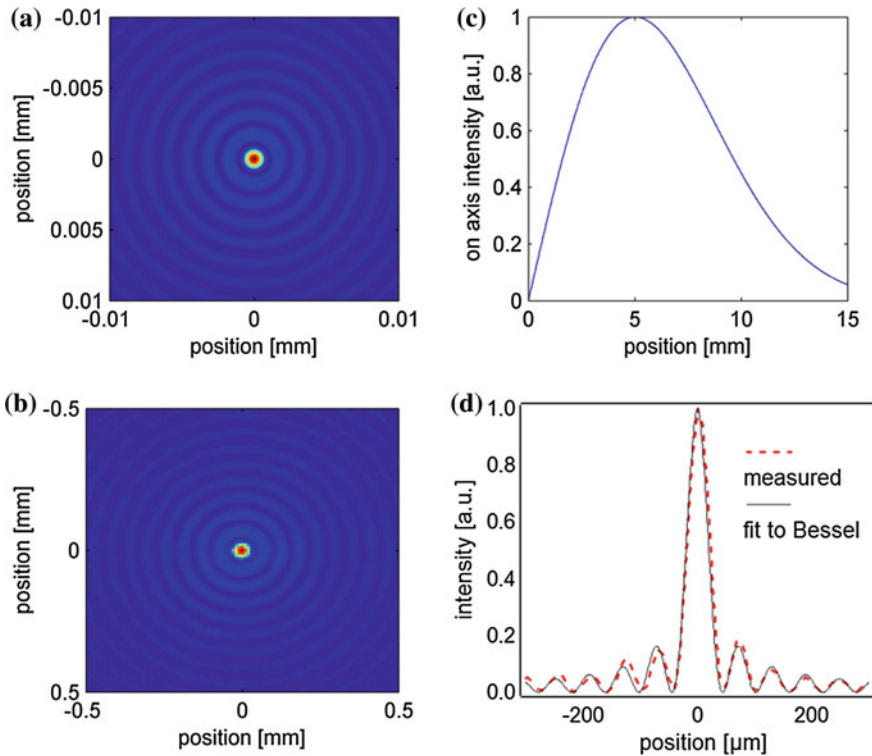 (a)
-0.01
-0.005
0
0.005
0.01
position [mm]
-0.01 0 0.01
position [mm]
(c)
1
0.8
0.6
0.4
0.2
0
on axis intensity [a.u.]
0 5 10 15
position [mm]
(b)
-0.5
0
0.5
position [mm]
-0.5 0 0.5
position [mm]
(d)
1.0
0.8
0.6
0.4
0.2
0.0
intensity [a.u.]
measured
fit to Bessel
-200 0 200
position [µm]